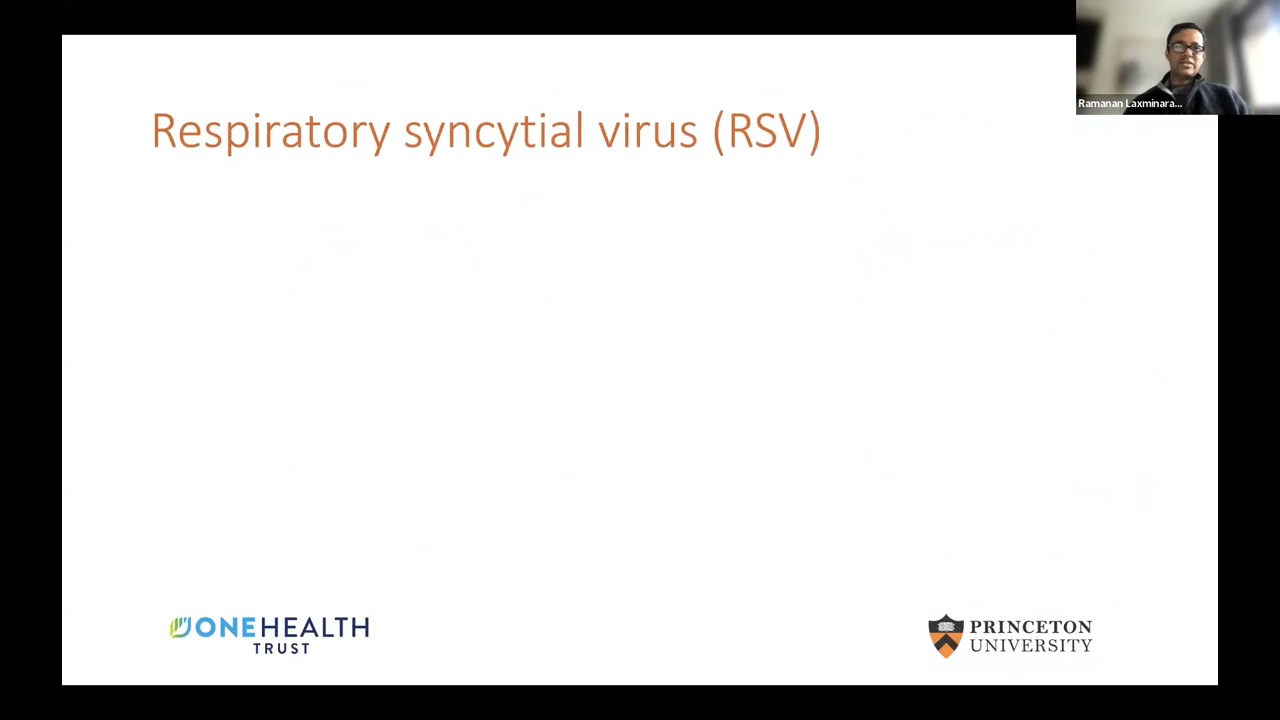 Ramanan Laxminara...
Respiratory syncytial virus (RSV)
ONEHEALTH
TRUST
PRINCETON
UNIVERSITY